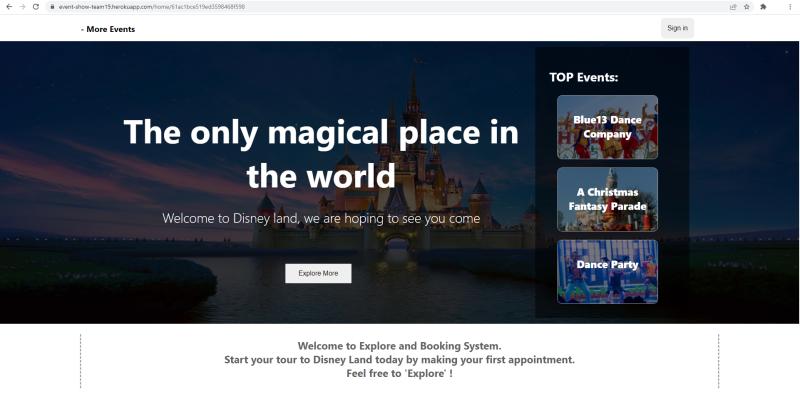 event-show-team19.herokuapp.com/home/61ac1bce519ed3598468f598
- More Events
Sign in
The only magical place in
the world
Welcome to Disney land, we are hoping to see you come
Explore More
TOP Events:
Blue13 Dance
Company
A Christmas
Fantasy Parade
Dance Party
Welcome to Explore and Booking System.
Start your tour to Disney Land today by making your first appointment.
Feel free to 'Explore' !